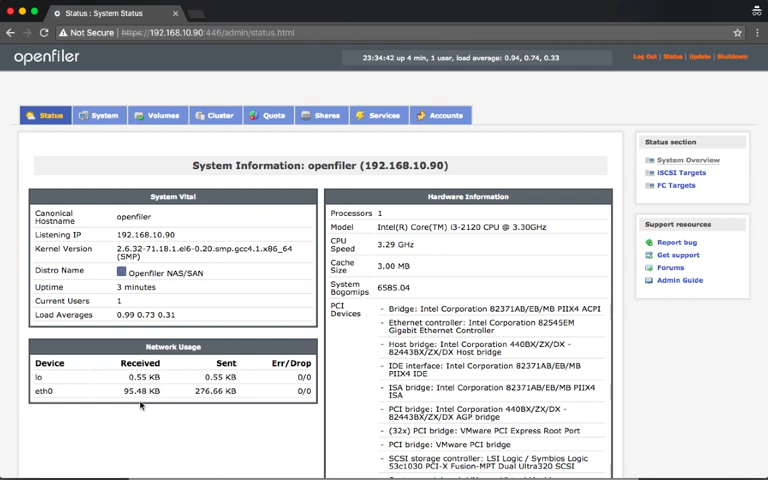 Status : System Status
Not Secure
https://192.168.10.90:446/admin/status.html
openfiler
23:34:42 up 4 min, 1 user, load average: 0.94, 0.74, 0.33
Log Out | Status | Update | Shutdown
Status
System
Volumes
Cluster
Quota
Shares
Services
Accounts
System Information: openfiler (192.168.10.90)
System Vital
Canonical Hostname openfiler
Listening IP 192.168.10.90
Kernel Version 2.6.32-71.18.1.el6-0.20.smp.gcc4.1.x86_64 (SMP)
Distro Name Openfiler NAS/SAN
Uptime 3 minutes
Current Users 1
Load Averages 0.99 0.73 0.31
Network Usage
Device Received Sent Err/Drop
lo 0.55 KB 0.55 KB 0/0
eth0 95.48 KB 276.66 KB 0/0
Hardware Information
Processors 1
Model Intel(R) Core(TM) i3-2120 CPU @ 3.30GHz
CPU Speed 3.29 GHz
Cache Size 3.00 MB
System Bogomips 6585.04
PCI Devices
- Bridge: Intel Corporation 82371AB/EB/MB PIIX4 ACPI
- Ethernet controller: Intel Corporation 82545EM
Gigabit Ethernet Controller
- Host bridge: Intel Corporation 440BX/ZX/DX -
82443BX/ZX/DX Host bridge
- IDE interface: Intel Corporation 82371AB/EB/MB
PIIX4 IDE
- ISA bridge: Intel Corporation 82371AB/EB/MB PIIX4
ISA
- PCI bridge: Intel Corporation 440BX/ZX/DX -
82443BX/ZX/DX AGP bridge
- (32x) PCI bridge: VMware PCI Express Root Port
- PCI bridge: VMware PCI bridge
- SCSI storage controller: LSI Logic / Symbios Logic
53c1030 PCI-X Fusion-MPT Dual Ultra320 SCSI
Status section
System Overview
iSCSI Targets
FC Targets
Support resources
Report bug
Get support
Forums
Admin Guide